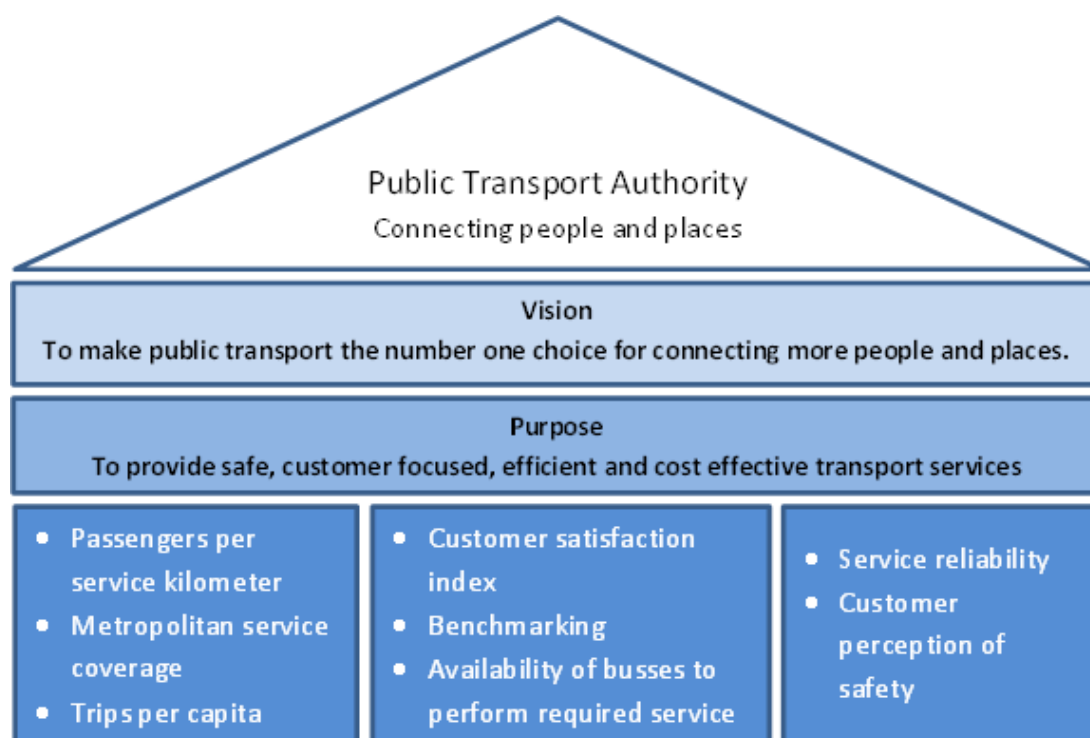 Public Transport Authority
Connecting people and places
Vision
To make public transport the number one choice for connecting more people and places.
Purpose
To provide safe, customer focused, efficient and cost effective transport services
• Passengers per
service kilometer
• Metropolitan service
coverage
• Trips per capita
• Customer satisfaction
index
• Benchmarking
• Availability of busses to
perform required service
• Service reliability
• Customer
perception of
safety